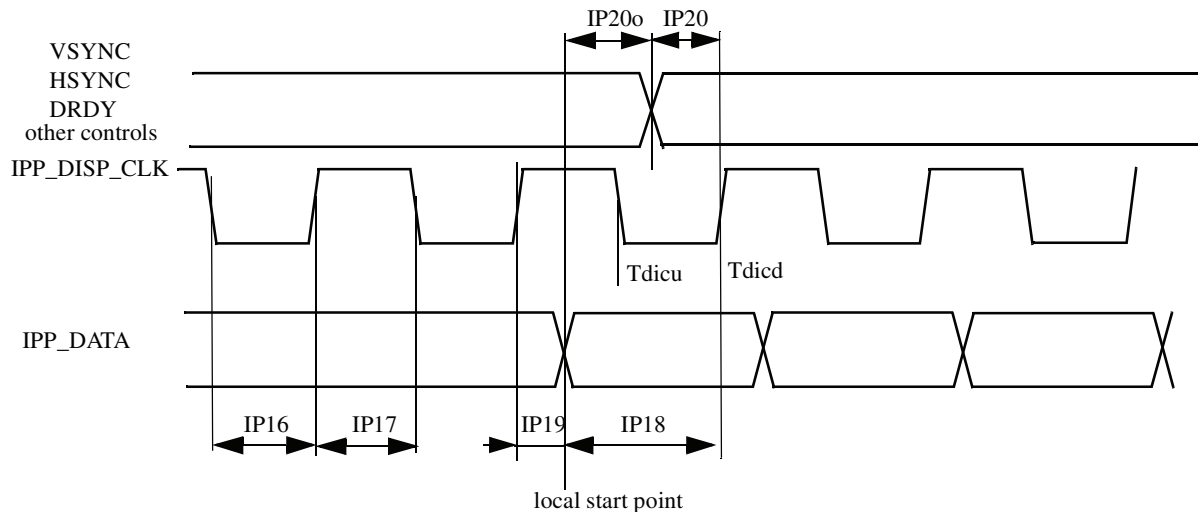 IP20o IP20
VSYNC
HSYNC
DRDY
other controls
IPP_DISP_CLK
Tdicu Tdicd
IPP_DATA
IP16 IP17 IP19 IP18
local start point